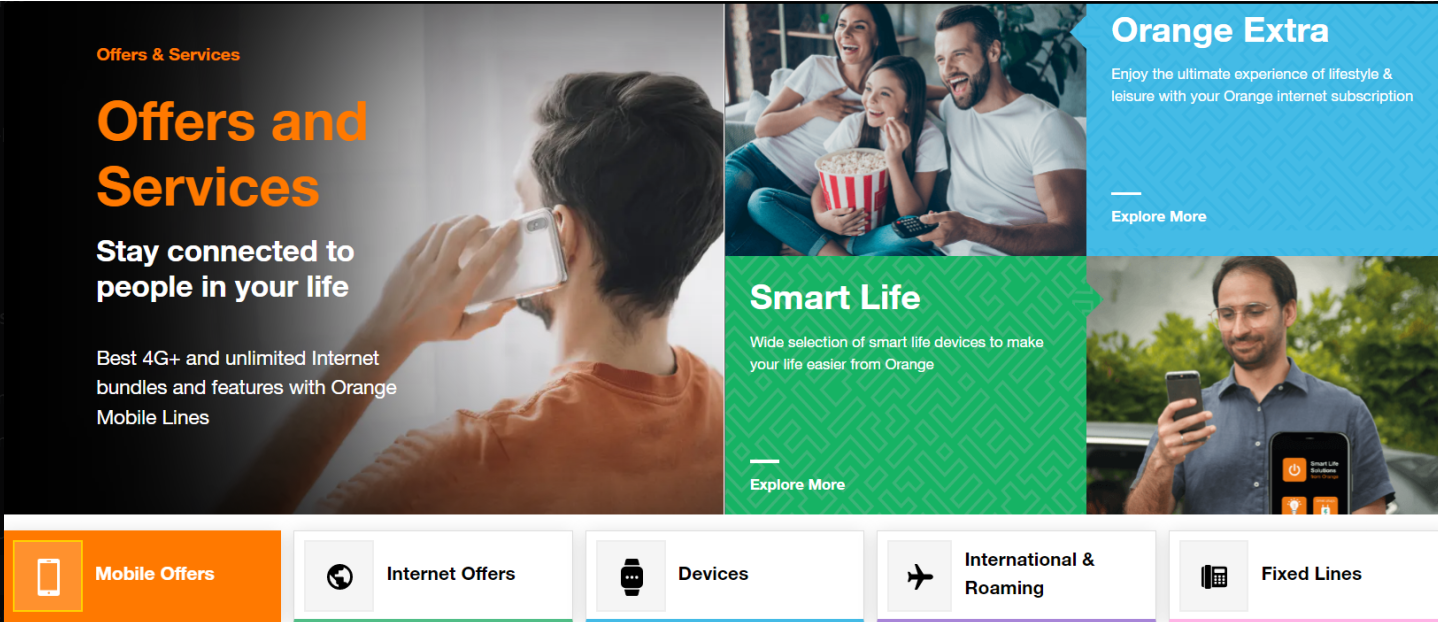 Offers & Services
Offers and
Services
Stay connected to
people in your life
Best 4G+ and unlimited Internet
bundles and features with Orange
Mobile Lines
Orange Extra
Enjoy the ultimate experience of lifestyle &
leisure with your Orange internet subscription
Explore More
Smart Life
Wide selection of smart life devices to make
your life easier from Orange
Explore More
Smart Life
Solutions
from Orange
Mobile Offers
Internet Offers
Devices
International &
Roaming
Fixed Lines